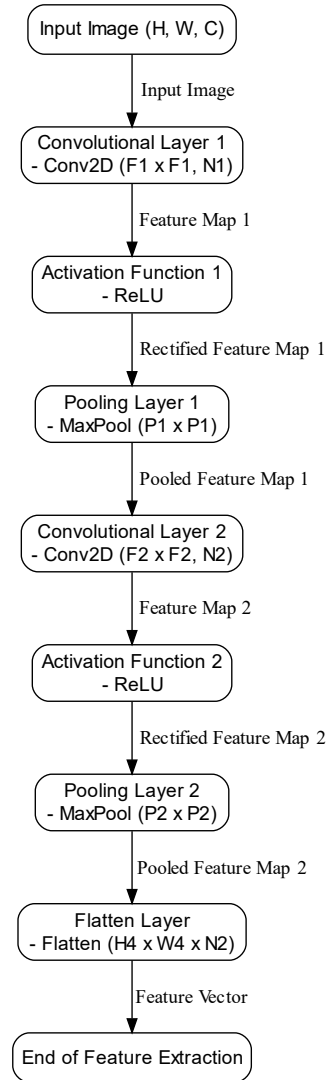 Input Image (H, W, C)
Input Image
Convolutional Layer 1
- Conv2D (F1 x F1, N1)
Feature Map 1
Activation Function 1
- ReLU
Rectified Feature Map 1
Pooling Layer 1
- MaxPool (P1 x P1)
Pooled Feature Map 1
Convolutional Layer 2
- Conv2D (F2 x F2, N2)
Feature Map 2
Activation Function 2
- ReLU
Rectified Feature Map 2
Pooling Layer 2
- MaxPool (P2 x P2)
Pooled Feature Map 2
Flatten Layer
- Flatten (H4 x W4 x N2)
Feature Vector
End of Feature Extraction